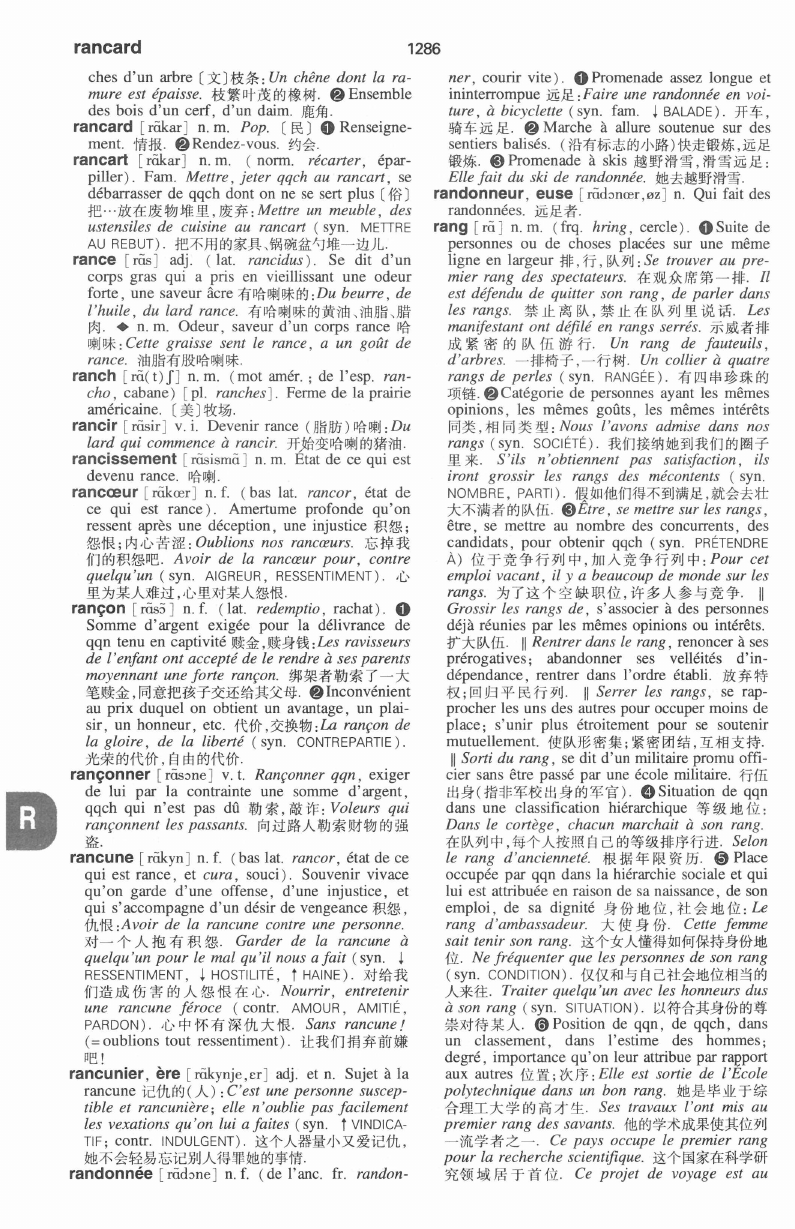 rancard
1286
ches d'un arbre〔文〕枝条:Un chêne dont la ra-
mure est épaisse. 枝繁叶茂的橡树. ❷ Ensemble
des bois d'un cerf, d'un daim. 鹿角.
rancard [rɑ̃kar] n. m. Pop. 〔民〕❶ Renseigne-
ment. 情报. ❷ Rendez-vous. 约会.
rancart [rɑ̃kar] n. m. ( norm. récarter, épar-
piller). Fam. Mettre, jeter qqch au rancart, se
débarrasser de qqch dont on ne se sert plus〔俗〕
把…放在废物堆里,废弃:Mettre un meuble, des
ustensiles de cuisine au rancart (syn. METTRE
AU REBUT). 把不用的家具、锅碗盆勺堆一边儿.
rance [rɑ̃s] adj. (lat. rancidus). Se dit d'un
corps gras qui a pris en vieillissant une odeur
forte, une saveur âcre 有哈喇味的:Du beurre, de
l'huile, du lard rance. 有哈喇味的黄油、油脂、腊
肉. ◆ n. m. Odeur, saveur d'un corps rance 哈
喇味:Cette graisse sent le rance, a un goût de
rance. 油脂有股哈喇味.
ranch [rɑ̃(t)ʃ] n. m. (mot amér. ; de l'esp. ran-
cho, cabane) [pl. ranches]. Ferme de la prairie
américaine. 〔美〕牧场.
rancir [rɑ̃sir] v. i. Devenir rance (脂肪)哈喇:Du
lard qui commence à rancir. 开始变哈喇的猪油.
rancissement [rɑ̃sismɑ̃] n. m. État de ce qui est
devenu rance. 哈喇.
rancœur [rɑ̃kœr] n. f. (bas lat. rancor, état de
ce qui est rance). Amertume profonde qu'on
ressent après une déception, une injustice 积怨;
怨恨;内心苦涩:Oublions nos rancœurs. 忘掉我
们的积怨吧. Avoir de la rancœur pour, contre
quelqu'un (syn. AIGREUR, RESSENTIMENT). 心
里为某人难过,心里对某人怨恨.
rançon [rɑ̃sɔ̃] n. f. (lat. redemptio, rachat). ❶
Somme d'argent exigée pour la délivrance de
qqn tenu en captivité 赎金,赎身钱:Les ravisseurs
de l'enfant ont accepté de le rendre à ses parents
moyennant une forte rançon. 绑架者勒索了一大
笔赎金,同意把孩子交还给其父母. ❷ Inconvénient
au prix duquel on obtient un avantage, un plai-
sir, un honneur, etc. 代价,交换物:La rançon de
la gloire, de la liberté (syn. CONTREPARTIE).
光荣的代价,自由的代价.
rançonner [rɑ̃sɔne] v. t. Rançonner qqn, exiger
de lui par la contrainte une somme d'argent,
qqch qui n'est pas dû 勒索,敲诈:Voleurs qui
rançonnent les passants. 向过路人勒索财物的强
盗.
rancune [rɑ̃kyn] n. f. (bas lat. rancor, état de ce
qui est rance, et cura, souci). Souvenir vivace
qu'on garde d'une offense, d'une injustice, et
qui s'accompagne d'un désir de vengeance 积怨,
仇恨:Avoir de la rancune contre une personne.
对一个人抱有积怨. Garder de la rancune à
quelqu'un pour le mal qu'il nous a fait (syn. ↓
RESSENTIMENT, ↓ HOSTILITÉ, ↑ HAINE). 对给我
们造成伤害的人怨恨在心. Nourrir, entretenir
une rancune féroce (contr. AMOUR, AMITIÉ,
PARDON). 心中怀有深仇大恨. Sans rancune!
(= oublions tout ressentiment). 让我们捐弃前嫌
吧!
rancunier, ère [rɑ̃kynje,ɛr] adj. et n. Sujet à la
rancune 记仇的(人):C'est une personne suscep-
tible et rancunière; elle n'oublie pas facilement
les vexations qu'on lui a faites (syn. ↑ VINDICA-
TIF; contr. INDULGENT). 这个人器量小又爱记仇,
她不会轻易忘记别人得罪她的事情.
randonnée [rɑ̃dɔne] n. f. (de l'anc. fr. randon-
R
ner, courir vite). ❶ Promenade assez longue et
ininterrompue 远足:Faire une randonnée en voi-
ture, à bicyclette (syn. fam. ↓ BALADE). 开车,
骑车远足. ❷ Marche à allure soutenue sur des
sentiers balisés. (沿有标志的小路)快走锻炼,远足
锻炼. ❸ Promenade à skis 越野滑雪,滑雪远足:
Elle fait du ski de randonnée. 她去越野滑雪.
randonneur, euse [rɑ̃dɔnœr,øz] n. Qui fait des
randonnées. 远足者.
rang [rɑ̃] n. m. (frq. hring, cercle). ❶ Suite de
personnes ou de choses placées sur une même
ligne en largeur 排,行,队列:Se trouver au pre-
mier rang des spectateurs. 在观众席第一排. Il
est défendu de quitter son rang, de parler dans
les rangs. 禁止离队,禁止在队列里说话. Les
manifestant ont défilé en rangs serrés. 示威者排
成紧密的队伍游行. Un rang de fauteuils,
d'arbres. 一排椅子,一行树. Un collier à quatre
rangs de perles (syn. RANGÉE). 有四串珍珠的
项链. ❷ Catégorie de personnes ayant les mêmes
opinions, les mêmes goûts, les mêmes intérêts
同类,相同类型:Nous l'avons admise dans nos
rangs (syn. SOCIÉTÉ). 我们接纳她到我们的圈子
里来. S'ils n'obtiennent pas satisfaction, ils
iront grossir les rangs des mécontents ( syn.
NOMBRE, PARTI). 假如他们得不到满足,就会去壮
大不满者的队伍. ❸ Être, se mettre sur les rangs,
être, se mettre au nombre des concurrents, des
candidats, pour obtenir qqch (syn. PRÉTENDRE
À) 位于竞争行列中,加入竞争行列中:Pour cet
emploi vacant, il y a beaucoup de monde sur les
rangs. 为了这个空缺职位,许多人参与竞争. ‖
Grossir les rangs de, s'associer à des personnes
déjà réunies par les mêmes opinions ou intérêts.
扩大队伍. ‖ Rentrer dans le rang, renoncer à ses
prérogatives; abandonner ses velléités d'in-
dépendance, rentrer dans l'ordre établi. 放弃特
权;回归平民行列. ‖ Serrer les rangs, se rap-
procher les uns des autres pour occuper moins de
place; s'unir plus étroitement pour se soutenir
mutuellement. 使队形密集;紧密团结,互相支持.
‖ Sorti du rang, se dit d'un militaire promu offi-
cier sans être passé par une école militaire. 行伍
出身(指非军校出身的军官). ❹ Situation de qqn
dans une classification hiérarchique 等级地位:
Dans le cortège, chacun marchait à son rang.
在队列中,每个人按照自己的等级排序行进. Selon
le rang d'ancienneté. 根据年限资历. ❺ Place
occupée par qqn dans la hiérarchie sociale et qui
lui est attribuée en raison de sa naissance, de son
emploi, de sa dignité 身份地位,社会地位:Le
rang d'ambassadeur. 大使身份. Cette femme
sait tenir son rang. 这个女人懂得如何保持身份地
位. Ne fréquenter que les personnes de son rang
(syn. CONDITION). 仅仅和与自己社会地位相当的
人来往. Traiter quelqu'un avec les honneurs dus
à son rang (syn. SITUATION). 以符合其身份的尊
崇对待某人. ❻ Position de qqn, de qqch, dans
un classement, dans l'estime des hommes;
degré, importance qu'on leur attribue par rapport
aux autres 位置;次序:Elle est sortie de l'École
polytechnique dans un bon rang. 她是毕业于综
合理工大学的高才生. Ses travaux l'ont mis au
premier rang des savants. 他的学术成果使其位列
一流学者之一. Ce pays occupe le premier rang
pour la recherche scientifique. 这个国家在科学研
究领域居于首位. Ce projet de voyage est au